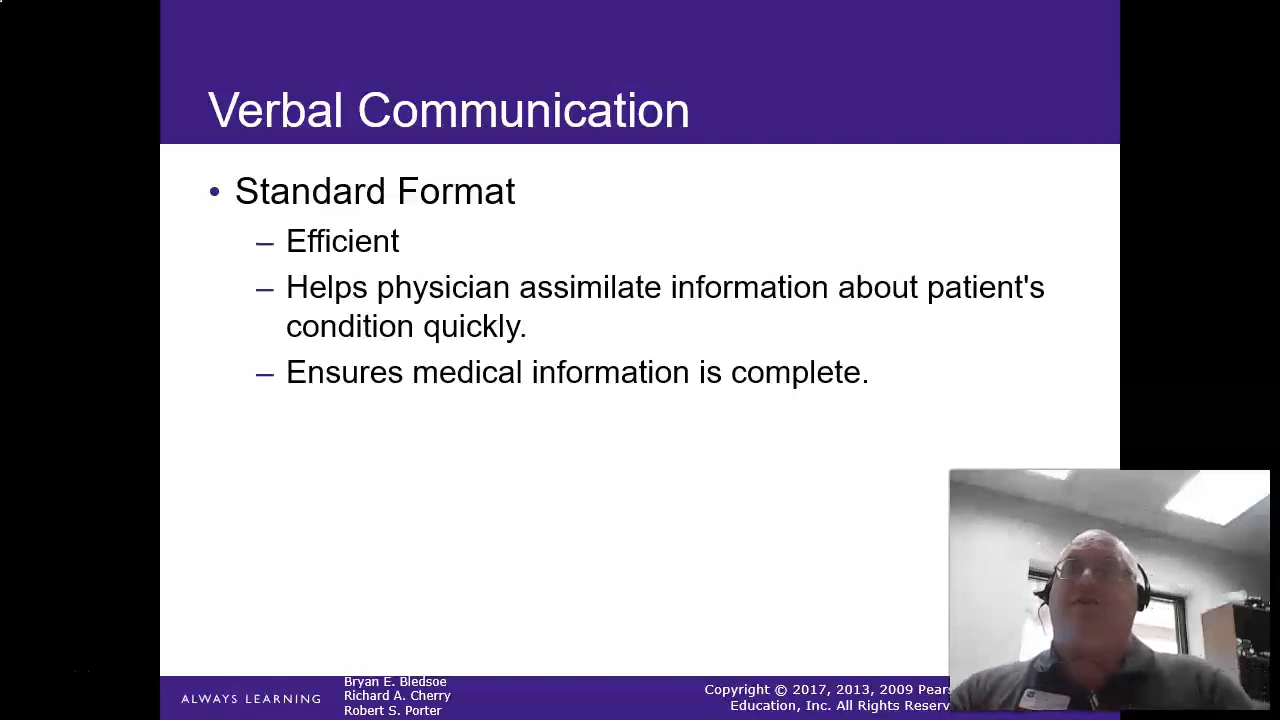 Verbal Communication
• Standard Format
– Efficient
– Helps physician assimilate information about patient's
condition quickly.
– Ensures medical information is complete.
ALWAYS LEARNING
Bryan E. Bledsoe
Richard A. Cherry
Robert S. Porter
Copyright © 2017, 2013, 2009
Education, Inc. All Rights